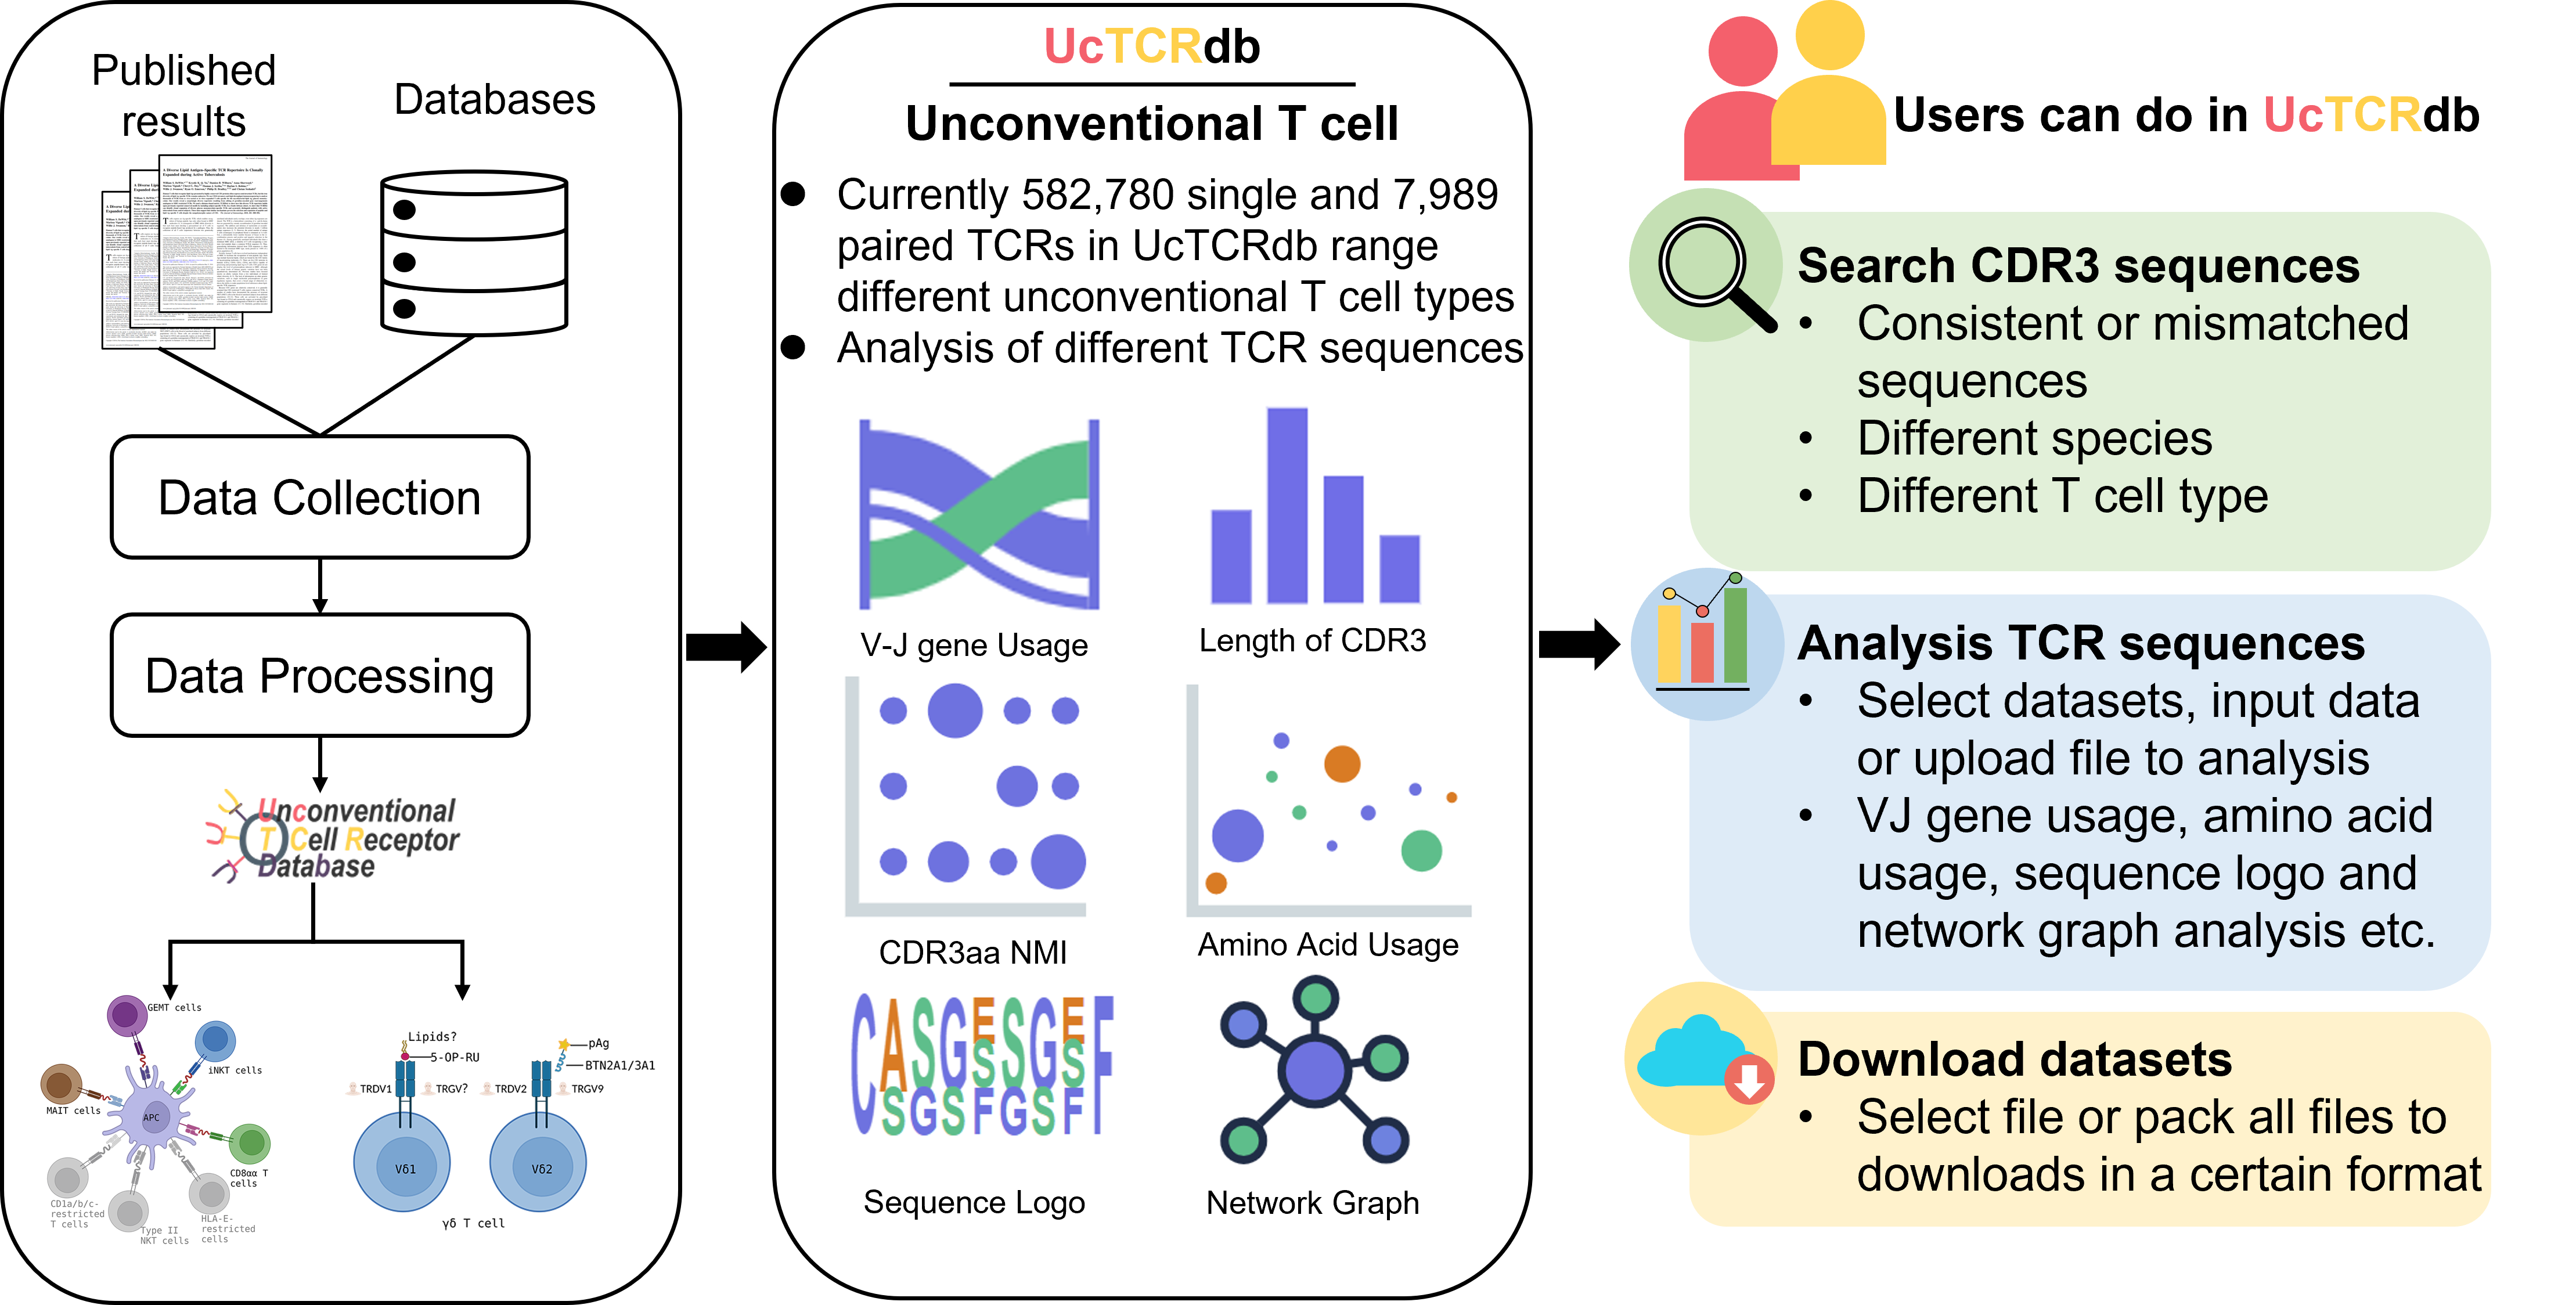 Published
results
Databases
Data Collection
Data Processing
Unconventional
T Cell Receptor
Database
GEMT cells
iNKT cells
MAIT cells
APC
CD8αα T
cells
CD1a/b/c-
restricted
T cells
Type II
NKT cells
HLA-E-
restricted
cells
Lipids?
5-OP-RU
TRDV1
TRGV?
Vδ1
pAg
BTN2A1/3A1
TRDV2
TRGV9
Vδ2
γδ T cell
UcTCRdb
Unconventional T cell
● Currently 582,780 single and 7,989
paired TCRs in UcTCRdb range
different unconventional T cell types
● Analysis of different TCR sequences
V-J gene Usage
Length of CDR3
CDR3aa NMI
Amino Acid Usage
CASGESGEF
SS
SGSFGSF
Sequence Logo
Network Graph
Users can do in UcTCRdb
Search CDR3 sequences
• Consistent or mismatched
sequences
• Different species
• Different T cell type
Analysis TCR sequences
• Select datasets, input data
or upload file to analysis
• VJ gene usage, amino acid
usage, sequence logo and
network graph analysis etc.
Download datasets
• Select file or pack all files to
downloads in a certain format